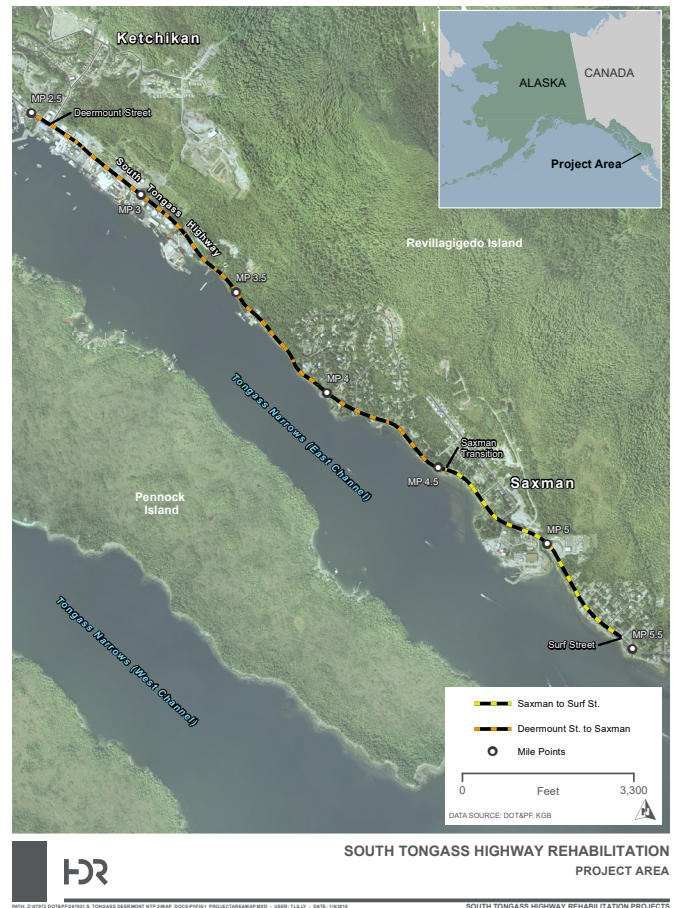 Ketchikan
MP 2.5
Deermount Street
South Tongass Highway
MP 3
MP 3.5
ALASKA
CANADA
Project Area
Revillagigedo Island
MP 4
Tongass Narrows (East Channel)
Saxman
Transition
MP 4.5
Saxman
Pennock
Island
MP 5
Tongass Narrows (West Channel)
Surf Street
MP 5.5
Saxman to Surf St.
Deermount St. to Saxman
Mile Points
0 Feet 3,300
DATA SOURCE: DOT&PF, KGB
N
HDR
SOUTH TONGASS HIGHWAY REHABILITATION
PROJECT AREA
SOUTH TONGASS HIGHWAY REHABILITATION PROJECTS